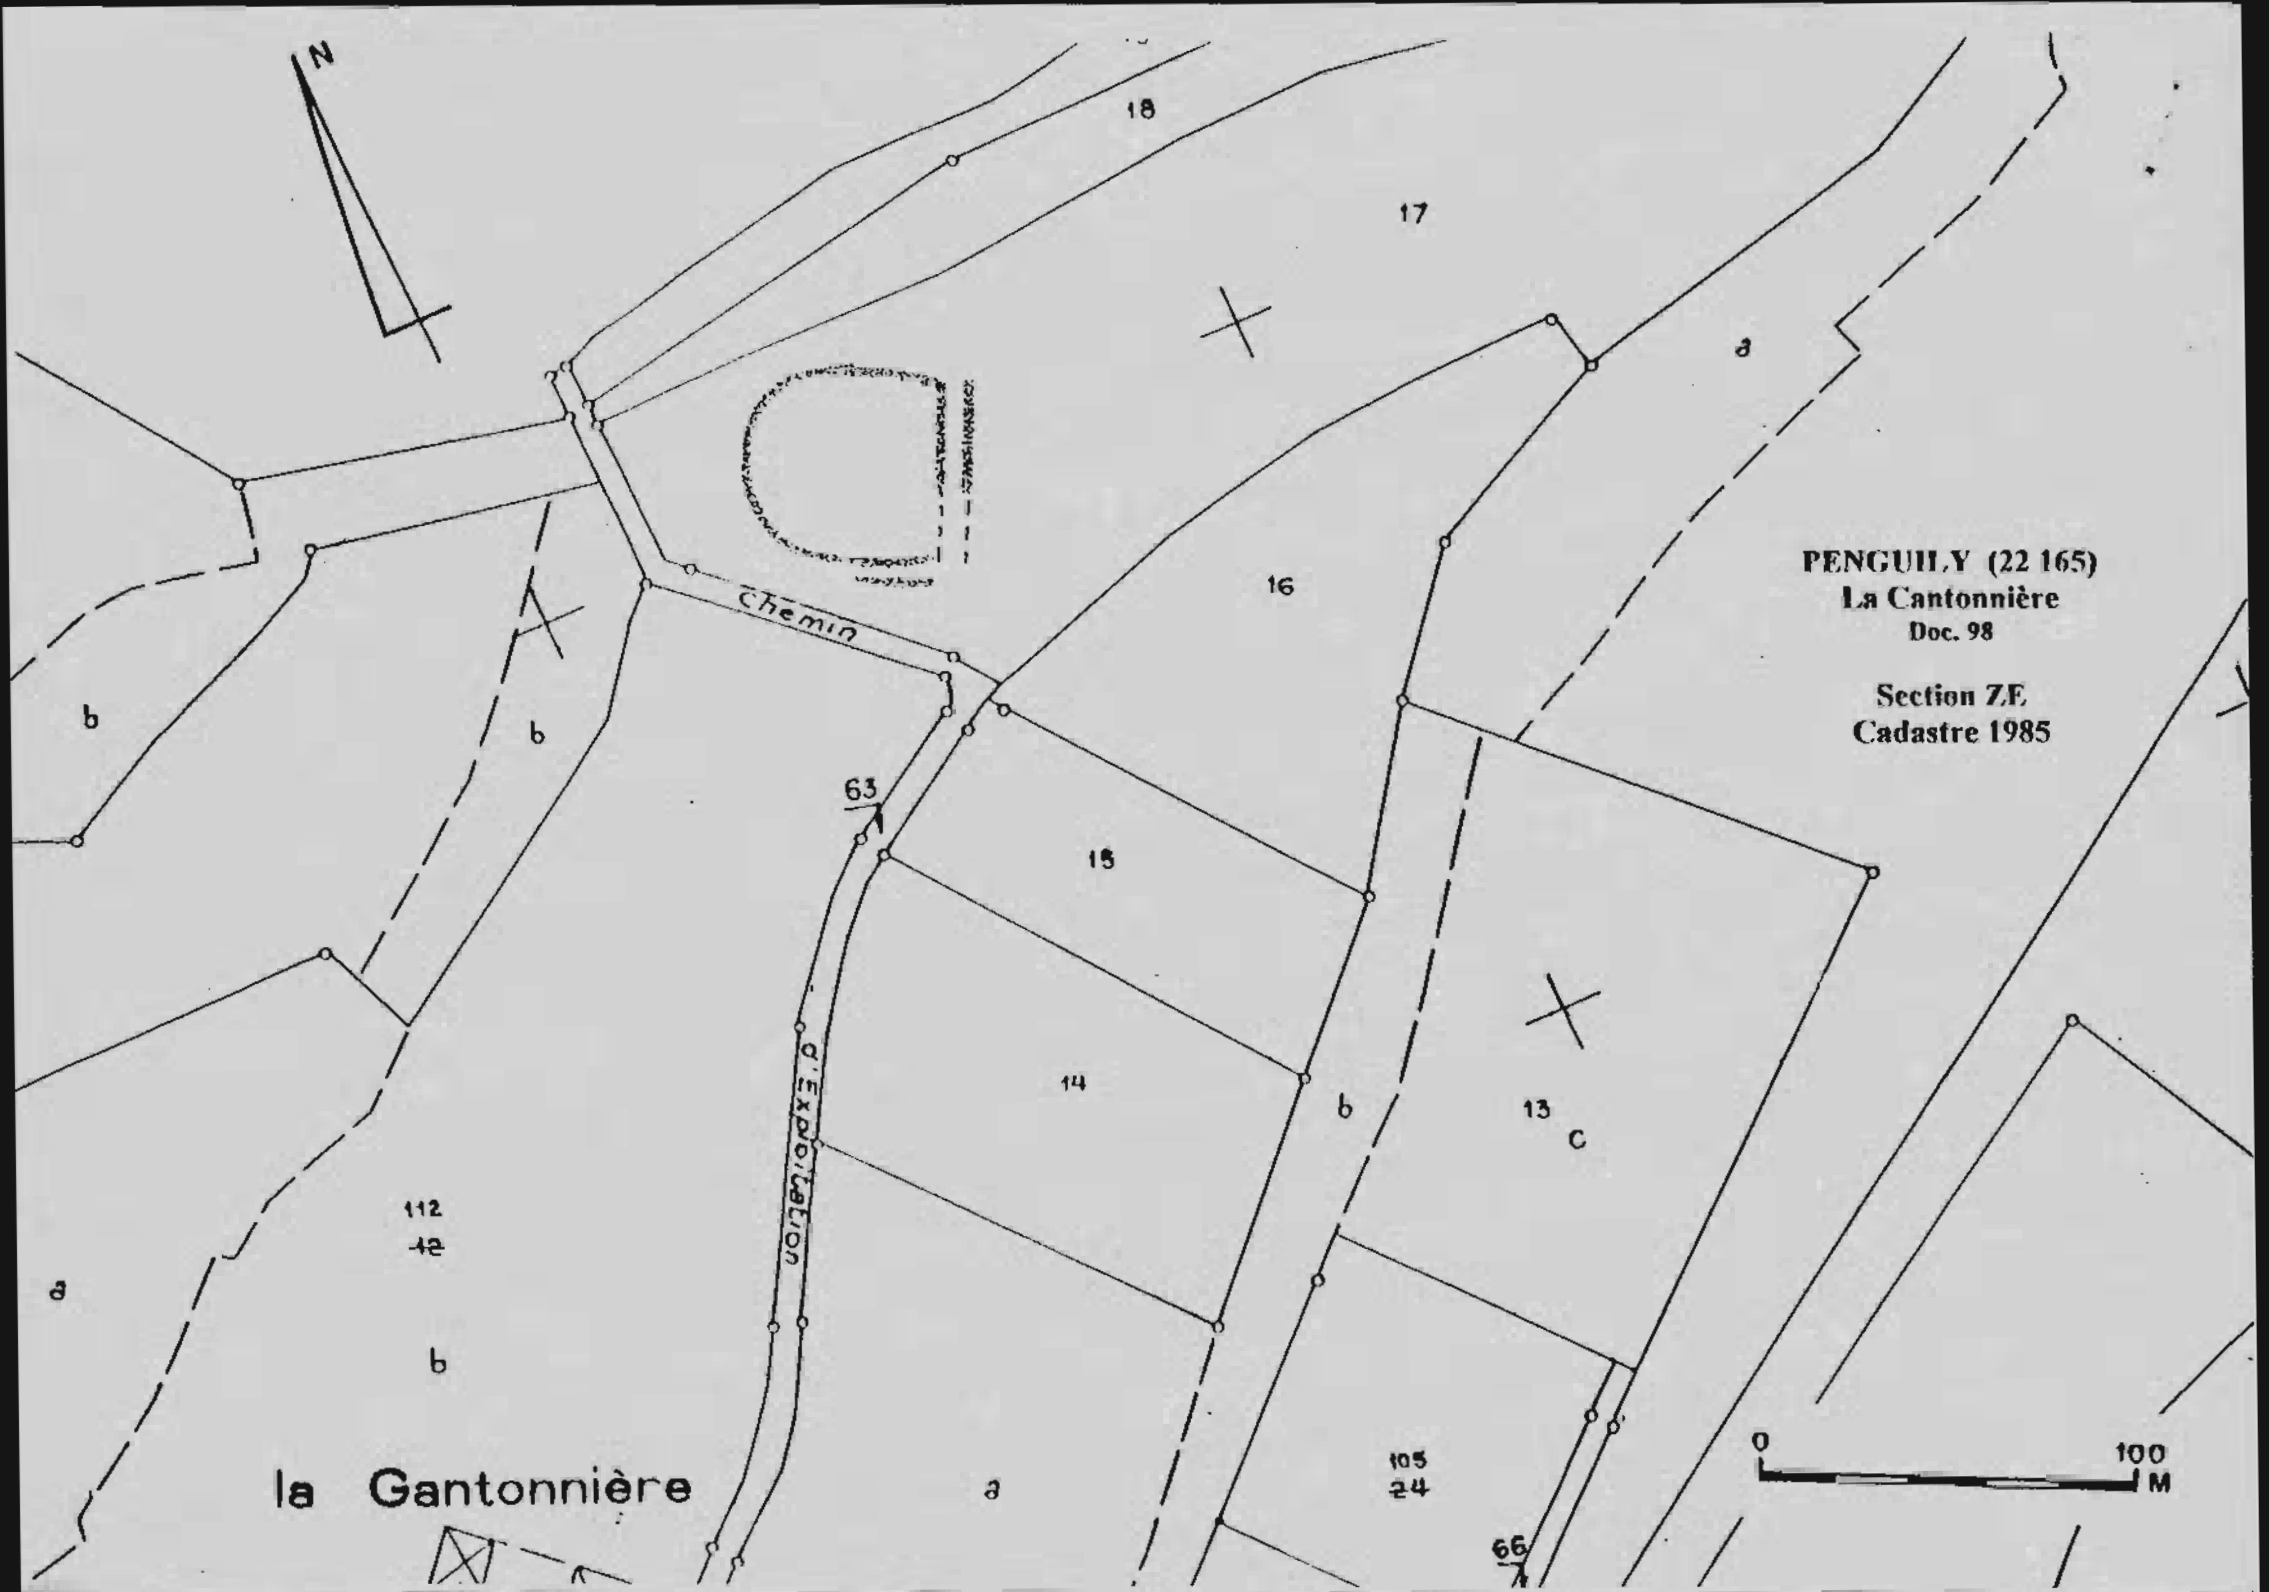 N
18
17
a
16
PENGUILY (22 165)
La Cantonnière
Doc. 98
Section ZE
Cadastre 1985
chemin
b
b
63
15
14
b
13
c
d'Exploitation
112
12
a
b
0
100
M
105
24
la Gantonnière
a
66